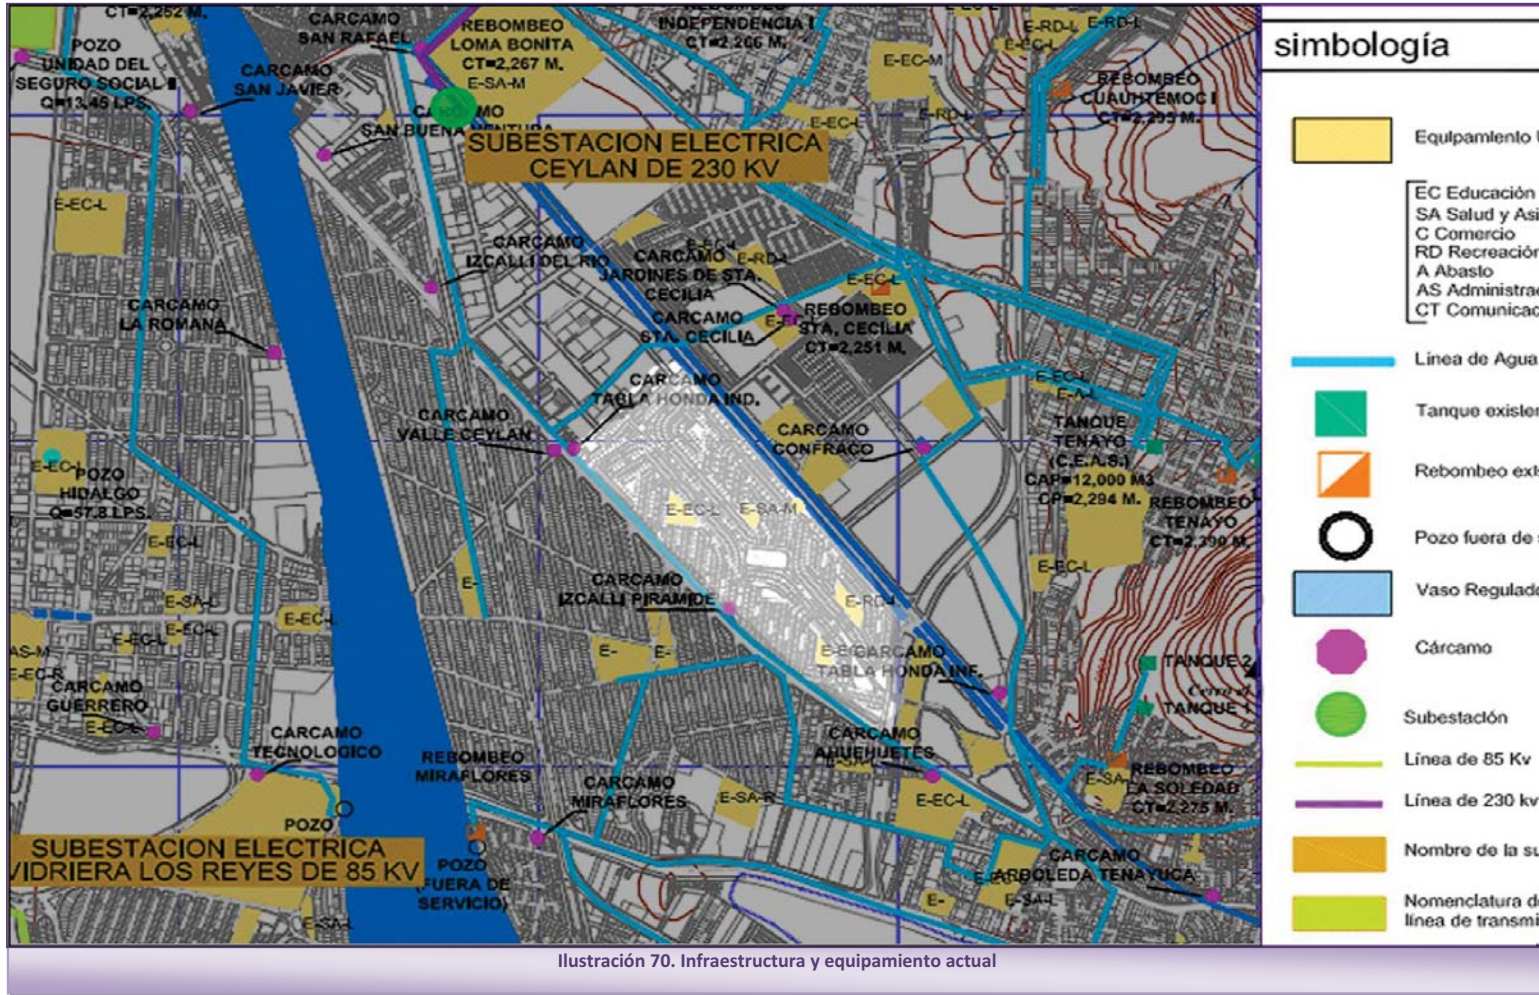 CT=2,252 M.
CARCAMO
SAN RAFAEL
REBOMBEO
LOMA BONITA
CT=2,267 M.
E-SA-M
INDEPENDENCIA I
CT=2,266 M.
E-EC-L
E-RD-L
E-RD-L
E-EC-L
E-EC-M
POZO
UNIDAD DEL
SEGURO SOCIAL II
Q=13.45 LPS.
CARCAMO
SAN JAVIER
REBOMBEO
CUAUHTEMOC I
CT=2,295 M.
CARCAMO
SAN BUENA VENTURA
E-EC-L
E-RD-L
SUBESTACION ELECTRICA
CEYLAN DE 230 KV
E-EC-L
CARCAMO
IZCALLI DEL RIO
E-EC-L
E-RD-L
CARCAMO
JARDINES DE STA.
CECILIA
E-EC-L
CARCAMO
LA ROMANA
CARCAMO
STA. CECILIA
REBOMBEO
STA. CECILIA
CT=2,251 M.
CARCAMO
TABLA HONDA IND.
E-EC-L
E-A-L
CARCAMO
VALLE CEYLAN
CARCAMO
CONFRACO
TANQUE
TENAYO
(C.E.A.S.)
CAP=12,000 M3
CP=2,294 M.
E-EC-L
POZO
HIDALGO
Q=57.8 LPS.
REBOMBEO
TENAYO
CT=2,390 M.
E-EC-L
E-SA-M
E-EC-L
E-EC-L
E-
CARCAMO
IZCALLI PIRAMIDE
E-RD-L
E-SA-L
E-EC-L
E-EC-L
E-EC-L
AS-M
E-EC-R
E-
E-
CARCAMO
TABLA HONDA INF.
TANQUE 2
TANQUE 1
CARCAMO
GUERRERO
E-EC-L
CARCAMO
TECNOLOGICO
REBOMBEO
MIRAFLORES
CARCAMO
AHUEHUETES
E-SA-L
CARCAMO
MIRAFLORES
E-SA-R
E-EC-L
E-SA-
REBOMBEO
LA SOLEDAD
CT=2,275 M.
POZO
SUBESTACION ELECTRICA
VIDRIERA LOS REYES DE 85 KV
POZO
(FUERA DE
SERVICIO)
CARCAMO
ARBOLEDA TENAYUCA
E-
E-SA-L
E-SA-L
simbología
Equipamiento
EC Educación
SA Salud y
C Comercio
RD Recreación
A Abasto
AS
CT
Línea de Agua
Tanque
Rebombeo
Pozo fuera de
Vaso
Cárcamo
Subestación
Línea de 85 Kv
Línea de 230 kv
Nombre de la
Nomenclatura
línea de
Ilustración 70. Infraestructura y equipamiento actual